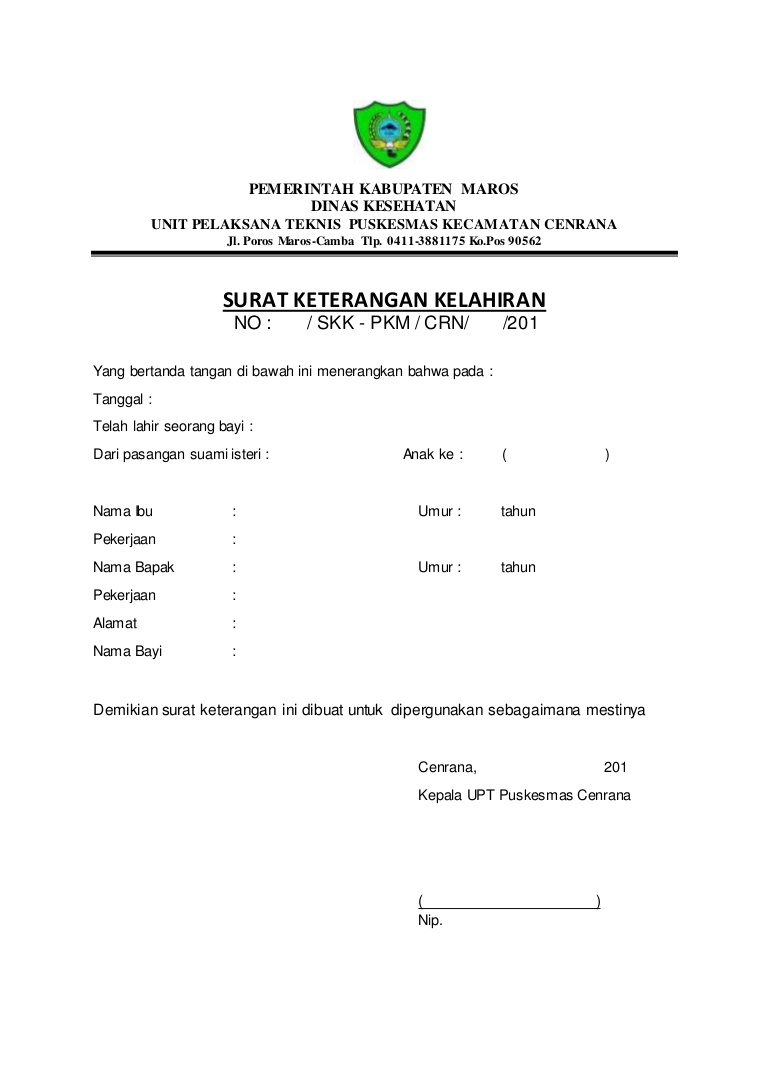 PEMERINTAH KABUPATEN MAROS
DINAS KESEHATAN
UNIT PELAKSANA TEKNIS PUSKESMAS KECAMATAN CENRANA
Jl. Poros Maros-Camba Tlp. 0411-3881175 Ko.Pos 90562
SURAT KETERANGAN KELAHIRAN
NO : / SKK - PKM / CRN/ /201
Yang bertanda tangan di bawah ini menerangkan bahwa pada :
Tanggal :
Telah lahir seorang bayi :
Dari pasangan suami isteri : Anak ke : ( )
Nama Ibu : Umur : tahun
Pekerjaan :
Nama Bapak : Umur : tahun
Pekerjaan :
Alamat :
Nama Bayi :
Demikian surat keterangan ini dibuat untuk dipergunakan sebagaimana mestinya
Cenrana, 201
Kepala UPT Puskesmas Cenrana
( )
Nip.